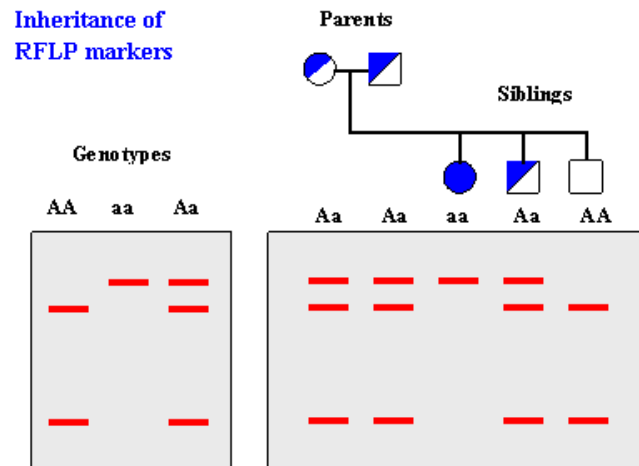 Inheritance of
RFLP markers
Parents
Siblings
Genotypes
AA aa Aa
Aa Aa aa Aa AA